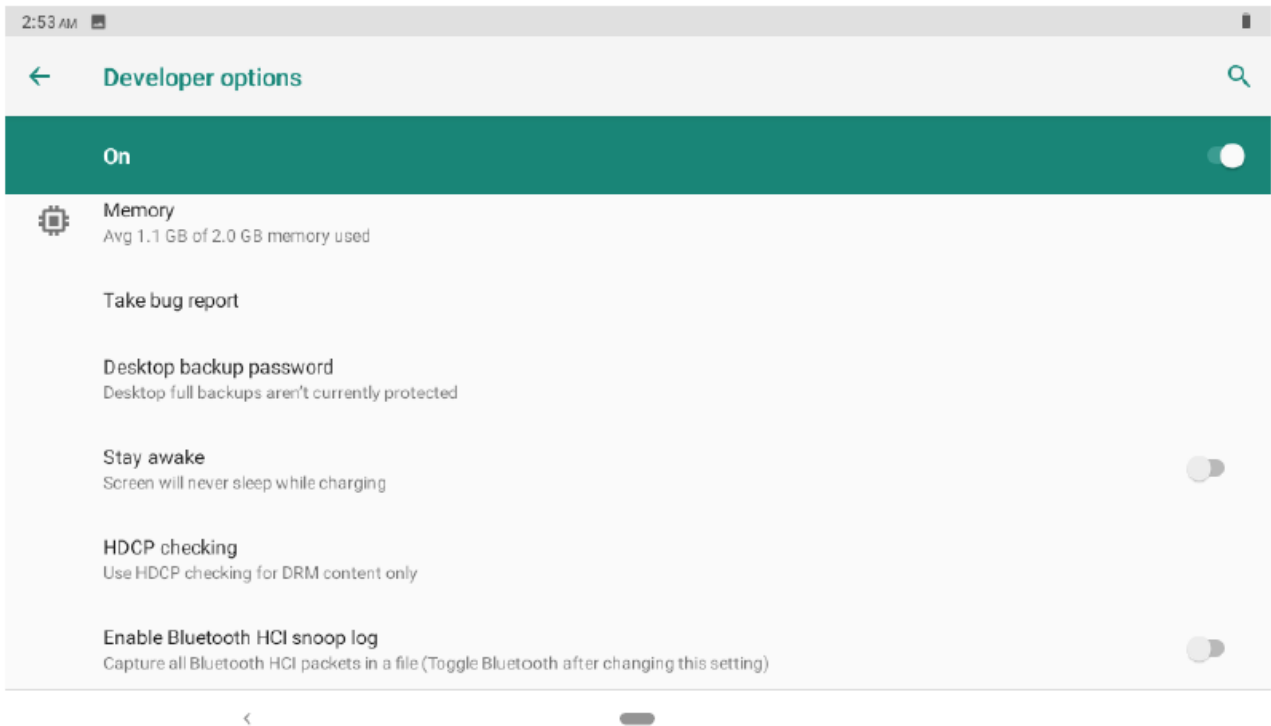 2:53 AM
Developer options
On
Memory
Avg 1.1 GB of 2.0 GB memory used
Take bug report
Desktop backup password
Desktop full backups aren't currently protected
Stay awake
Screen will never sleep while charging
HDCP checking
Use HDCP checking for DRM content only
Enable Bluetooth HCI snoop log
Capture all Bluetooth HCI packets in a file (Toggle Bluetooth after changing this setting)